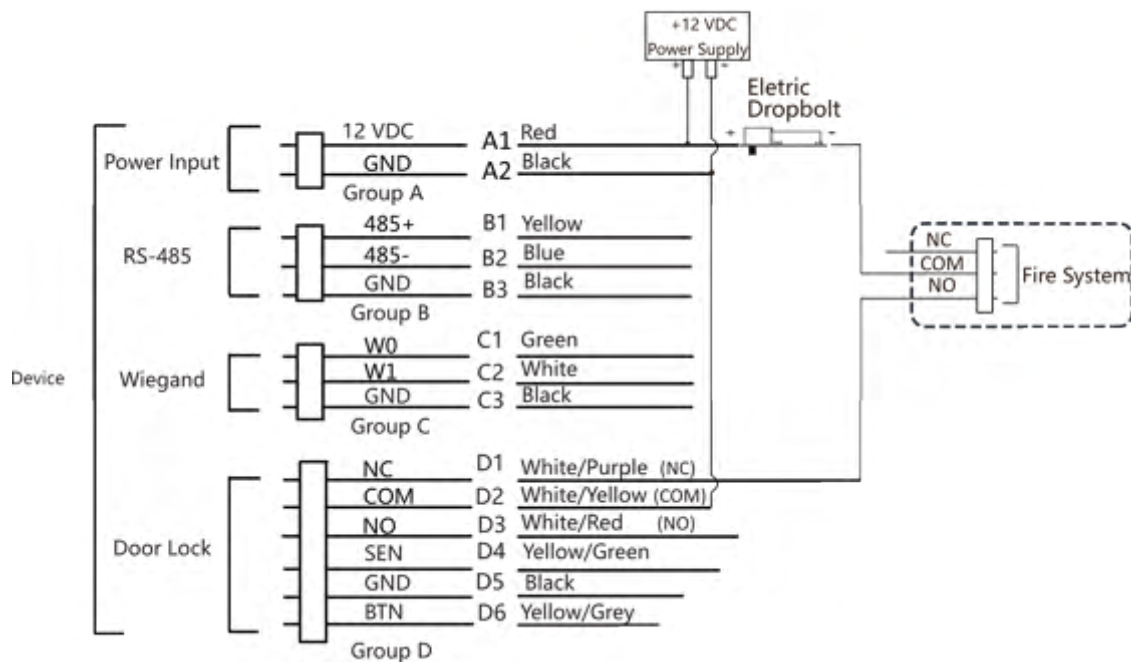 +12 VDC
Power Supply
+ -
Eletric
Dropbolt
+ -
Device
Power Input
12 VDC A1 Red
GND A2 Black
Group A
RS-485
485+ B1 Yellow
485- B2 Blue
GND B3 Black
Group B
NC
COM
NO
Fire System
Wiegand
W0 C1 Green
W1 C2 White
GND C3 Black
Group C
Door Lock
NC D1 White/Purple (NC)
COM D2 White/Yellow (COM)
NO D3 White/Red (NO)
SEN D4 Yellow/Green
GND D5 Black
BTN D6 Yellow/Grey
Group D